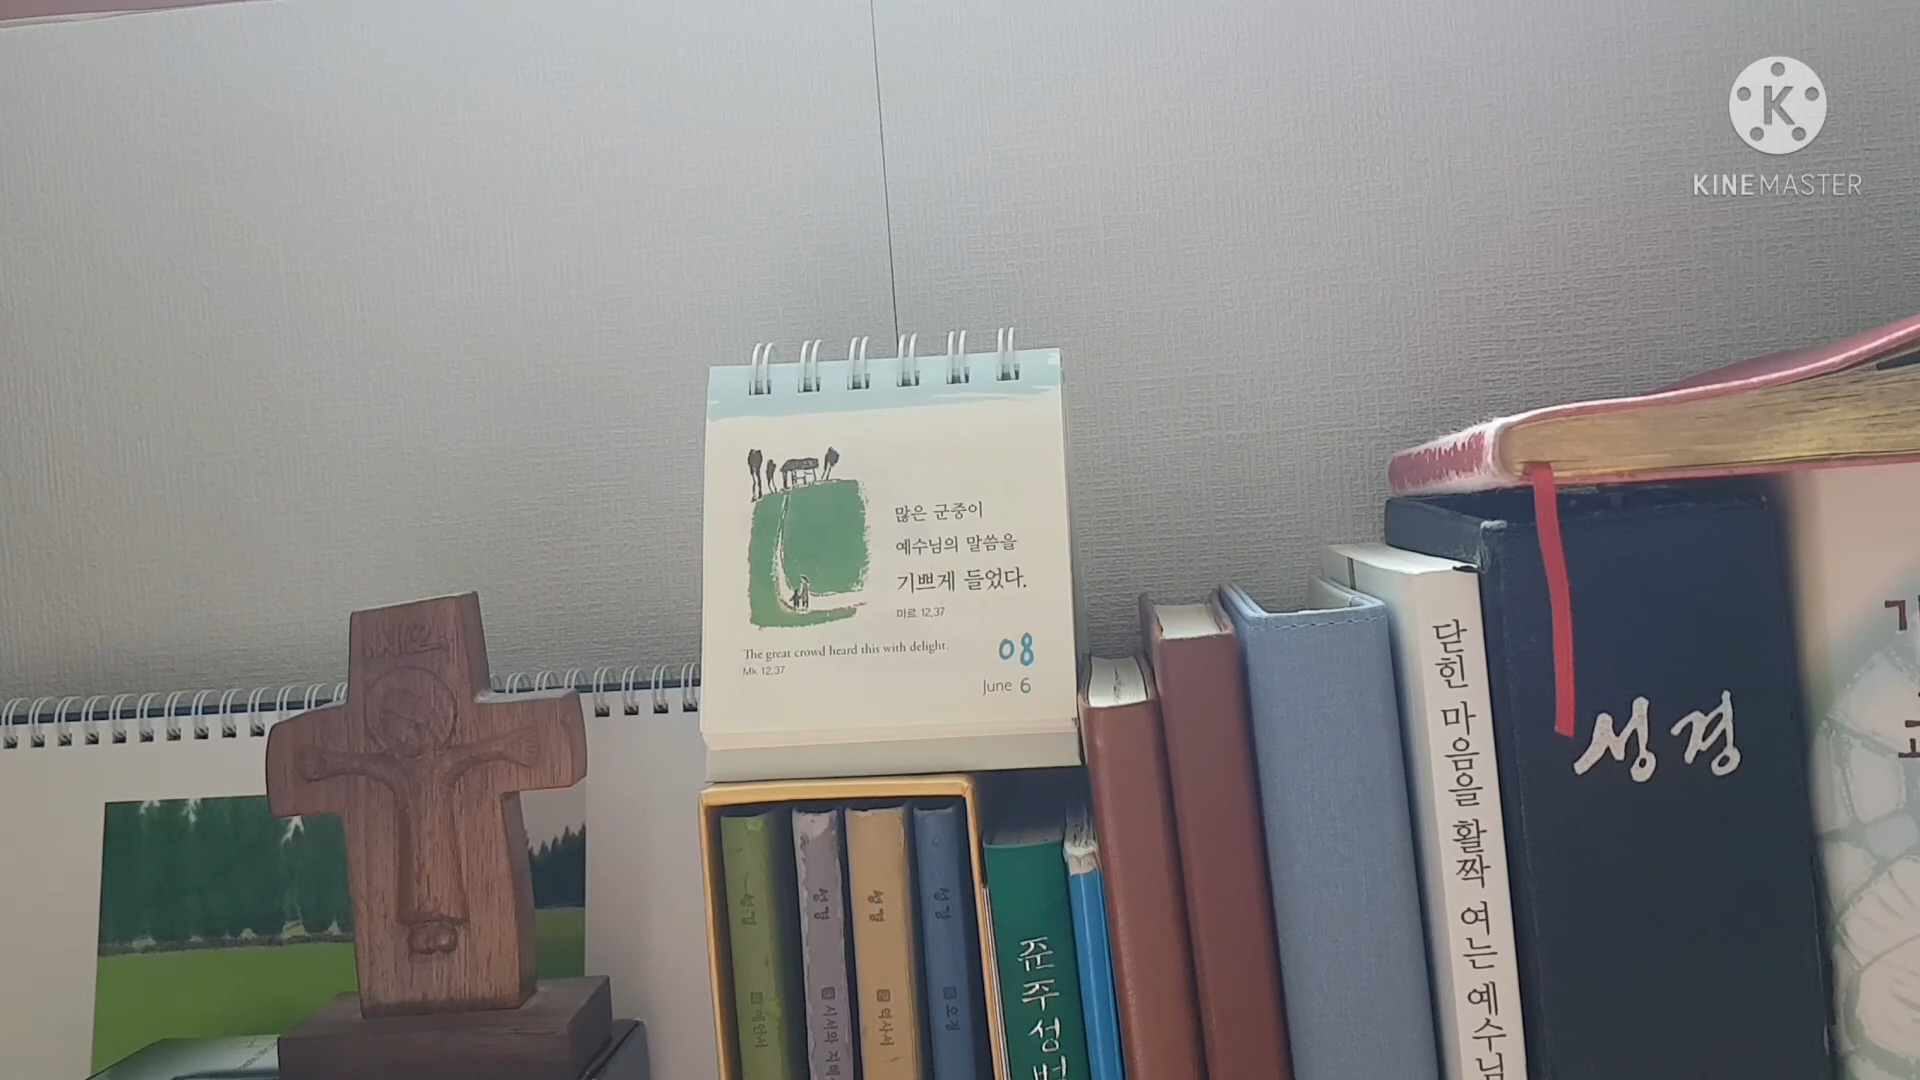 KINEMASTER
많은 군중이
예수님의 말씀을
기쁘게 들었다.
마르 12,37
The great crowd heard this with delight.
Mk 12,37
08
June 6
성경
예언서
성경
시서와 지혜
성경
역사서
성경
오경
준주성범
닫힌 마음을 활짝 여는 예수님
성경